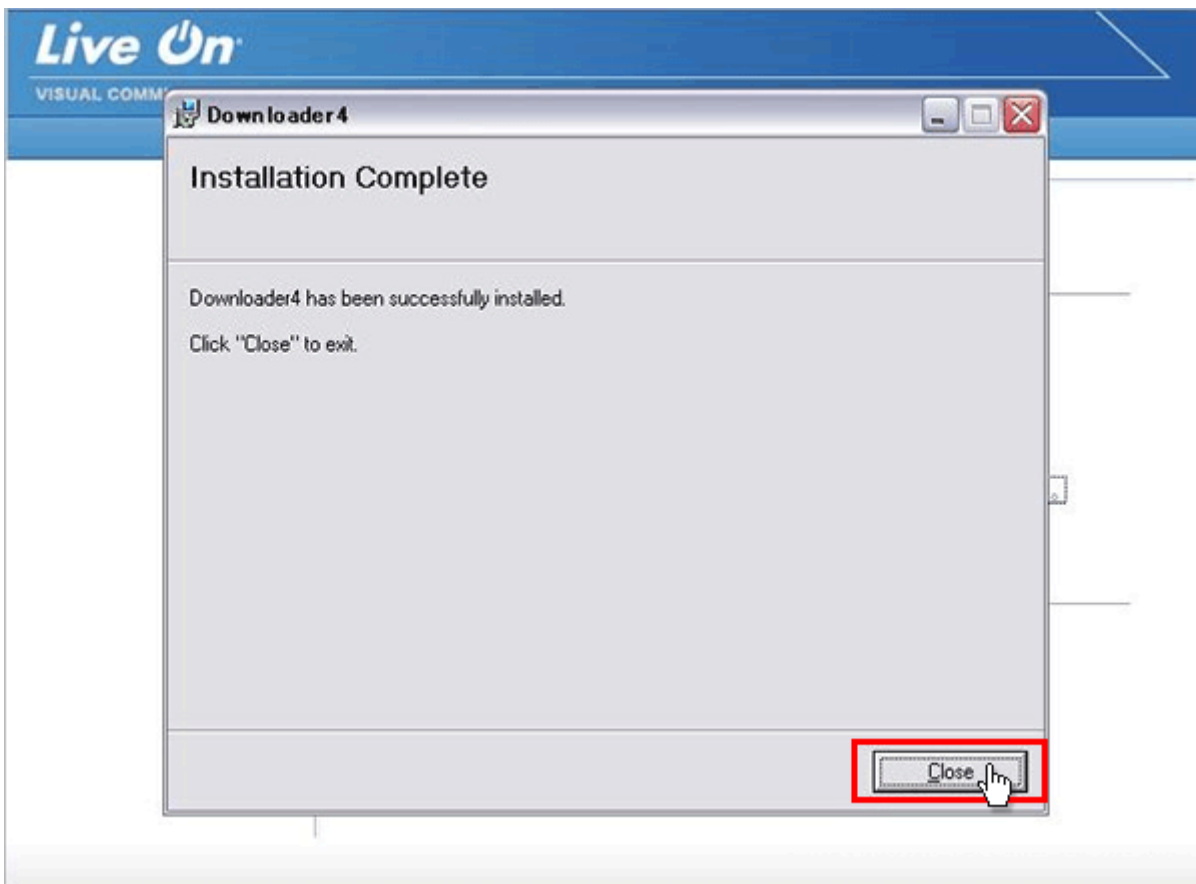 Live On
VISUAL COMM
Downloader4
Installation Complete
Downloader4 has been successfully installed.
Click "Close" to exit.
Close